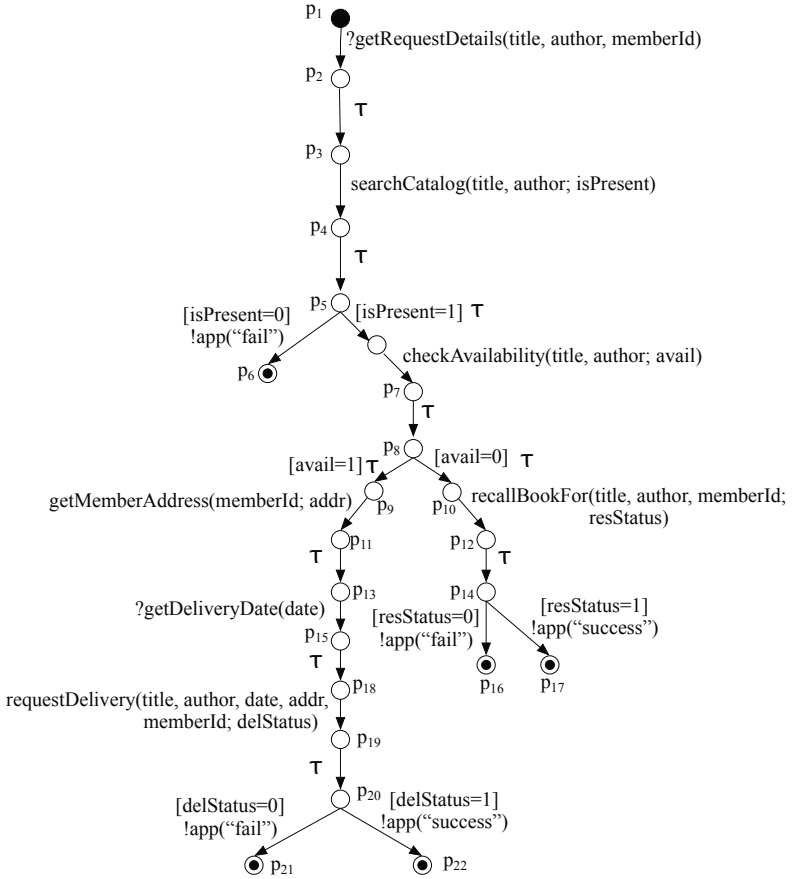 p1
?getRequestDetails(title, author, memberId)
p2
τ
p3
searchCatalog(title, author; isPresent)
p4
τ
p5
[isPresent=0]
!app(“fail”)
[isPresent=1] τ
p6
checkAvailability(title, author; avail)
p7
τ
p8
[avail=1] τ
[avail=0] τ
getMemberAddress(memberId; addr)
p9
p10
recallBookFor(title, author, memberId;
resStatus)
p11
p12
τ
τ
p13
p14
?getDeliveryDate(date)
[resStatus=0]
!app(“fail”)
[resStatus=1]
!app(“success”)
p15
τ
p16
p17
p18
requestDelivery(title, author, date, addr,
memberId; delStatus)
p19
τ
p20
[delStatus=0]
!app(“fail”)
[delStatus=1]
!app(“success”)
p21
p22